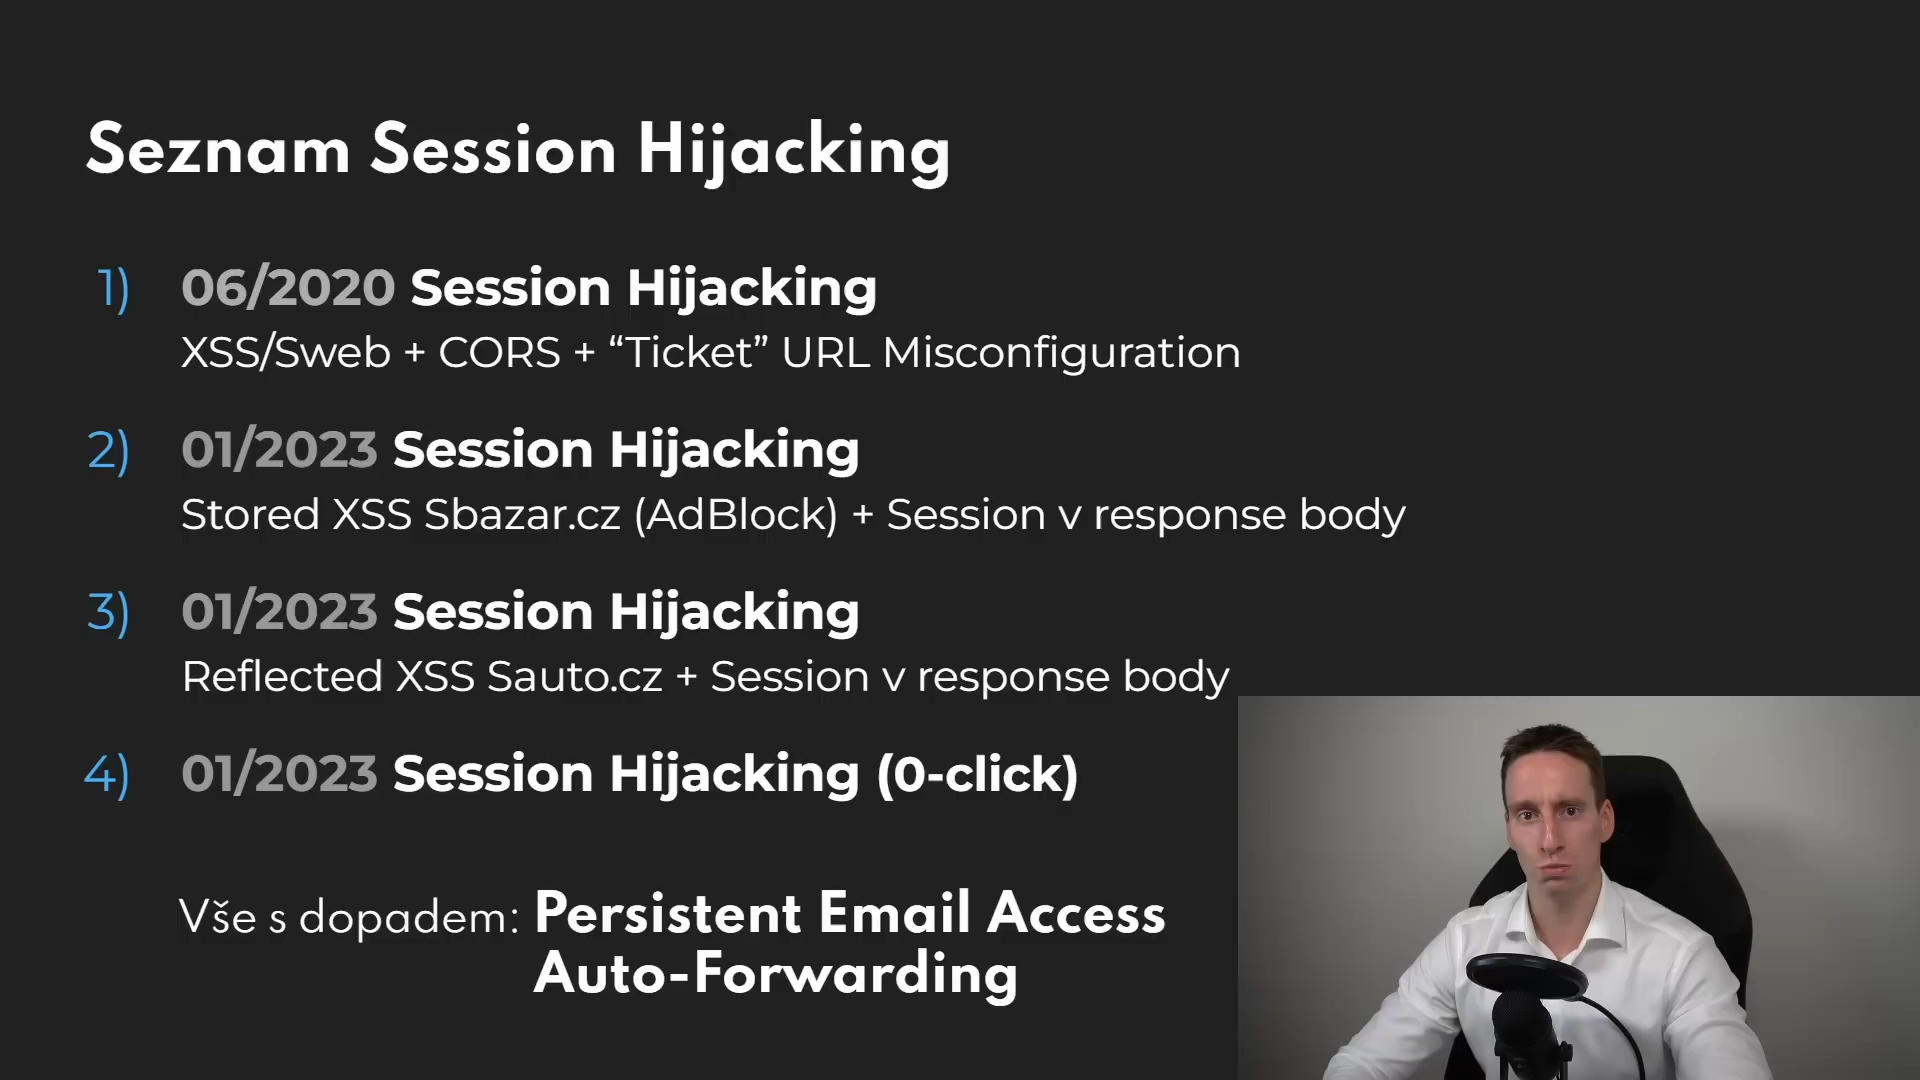 Seznam Session Hijacking
1) 06/2020 Session Hijacking
XSS/Sweb + CORS + “Ticket” URL Misconfiguration
2) 01/2023 Session Hijacking
Stored XSS Sbazar.cz (AdBlock) + Session v response body
3) 01/2023 Session Hijacking
Reflected XSS Sauto.cz + Session v response body
4) 01/2023 Session Hijacking (0-click)
Vše s dopadem: Persistent Email Access
Auto-Forwarding